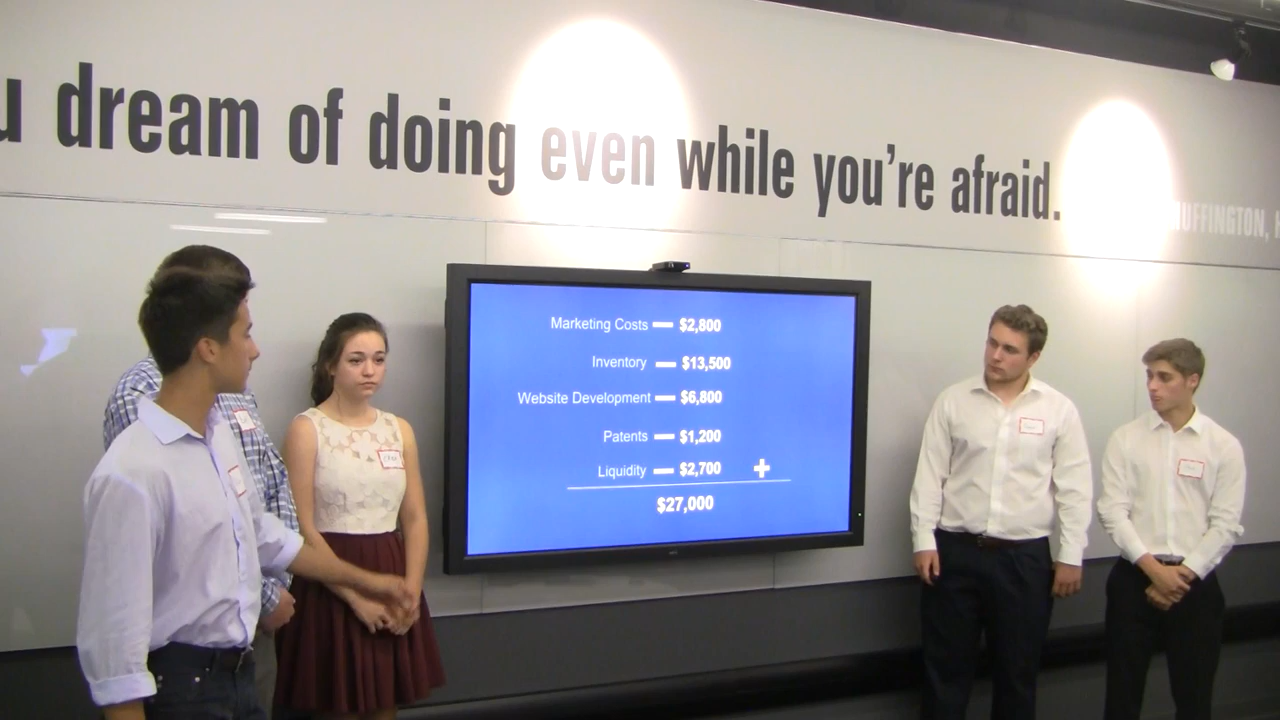 u dream of doing even while you're afraid.
HUFFINGTON,
Marketing Costs — $2,800
Inventory — $13,500
Website Development — $6,800
Patents — $1,200
Liquidity — $2,700 +
$27,000